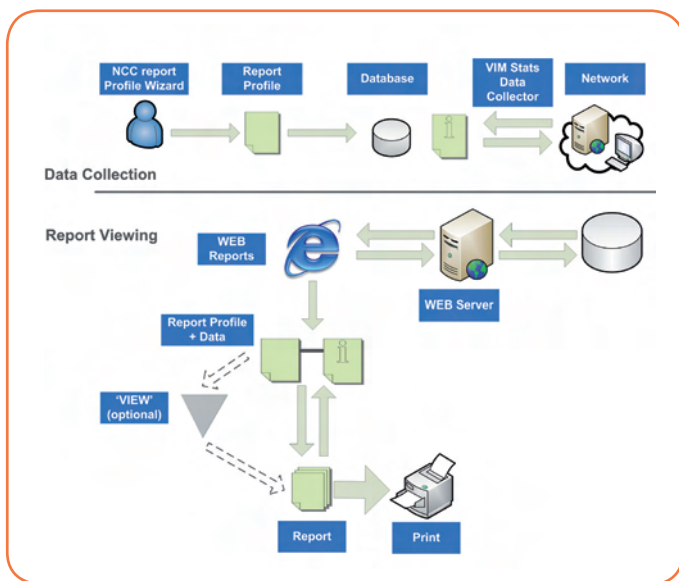 NCC report
Profile Wizard
Report
Profile
Database
VIM Stats
Data
Collector
Network
i
Data Collection
Report Viewing
WEB
Reports
WEB Server
Report Profile
+ Data
i
'VIEW'
(optional)
Report
Print